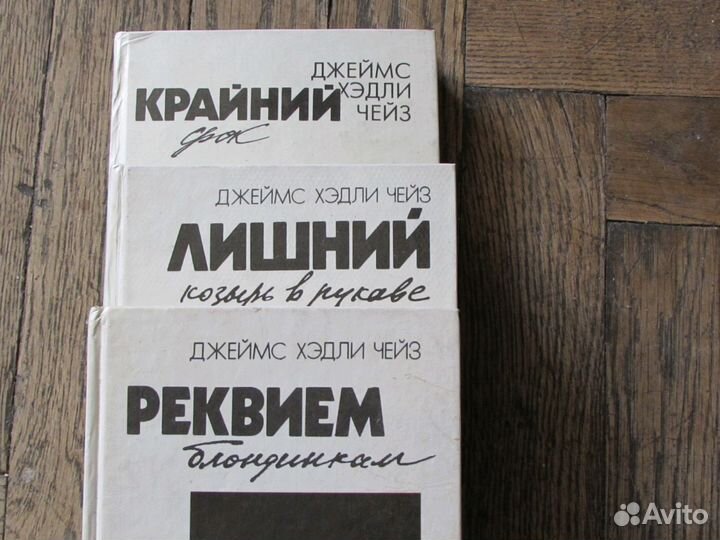 ДЖЕЙМС
ХЭДЛИ
КРАЙНИЙ
ЧЕЙЗ
срок
ДЖЕЙМС ХЭДЛИ ЧЕЙЗ
ЛИШНИЙ
козырь в рукаве
ДЖЕЙМС ХЭДЛИ ЧЕЙЗ
РЕКВИЕМ
блондинкам
Avito